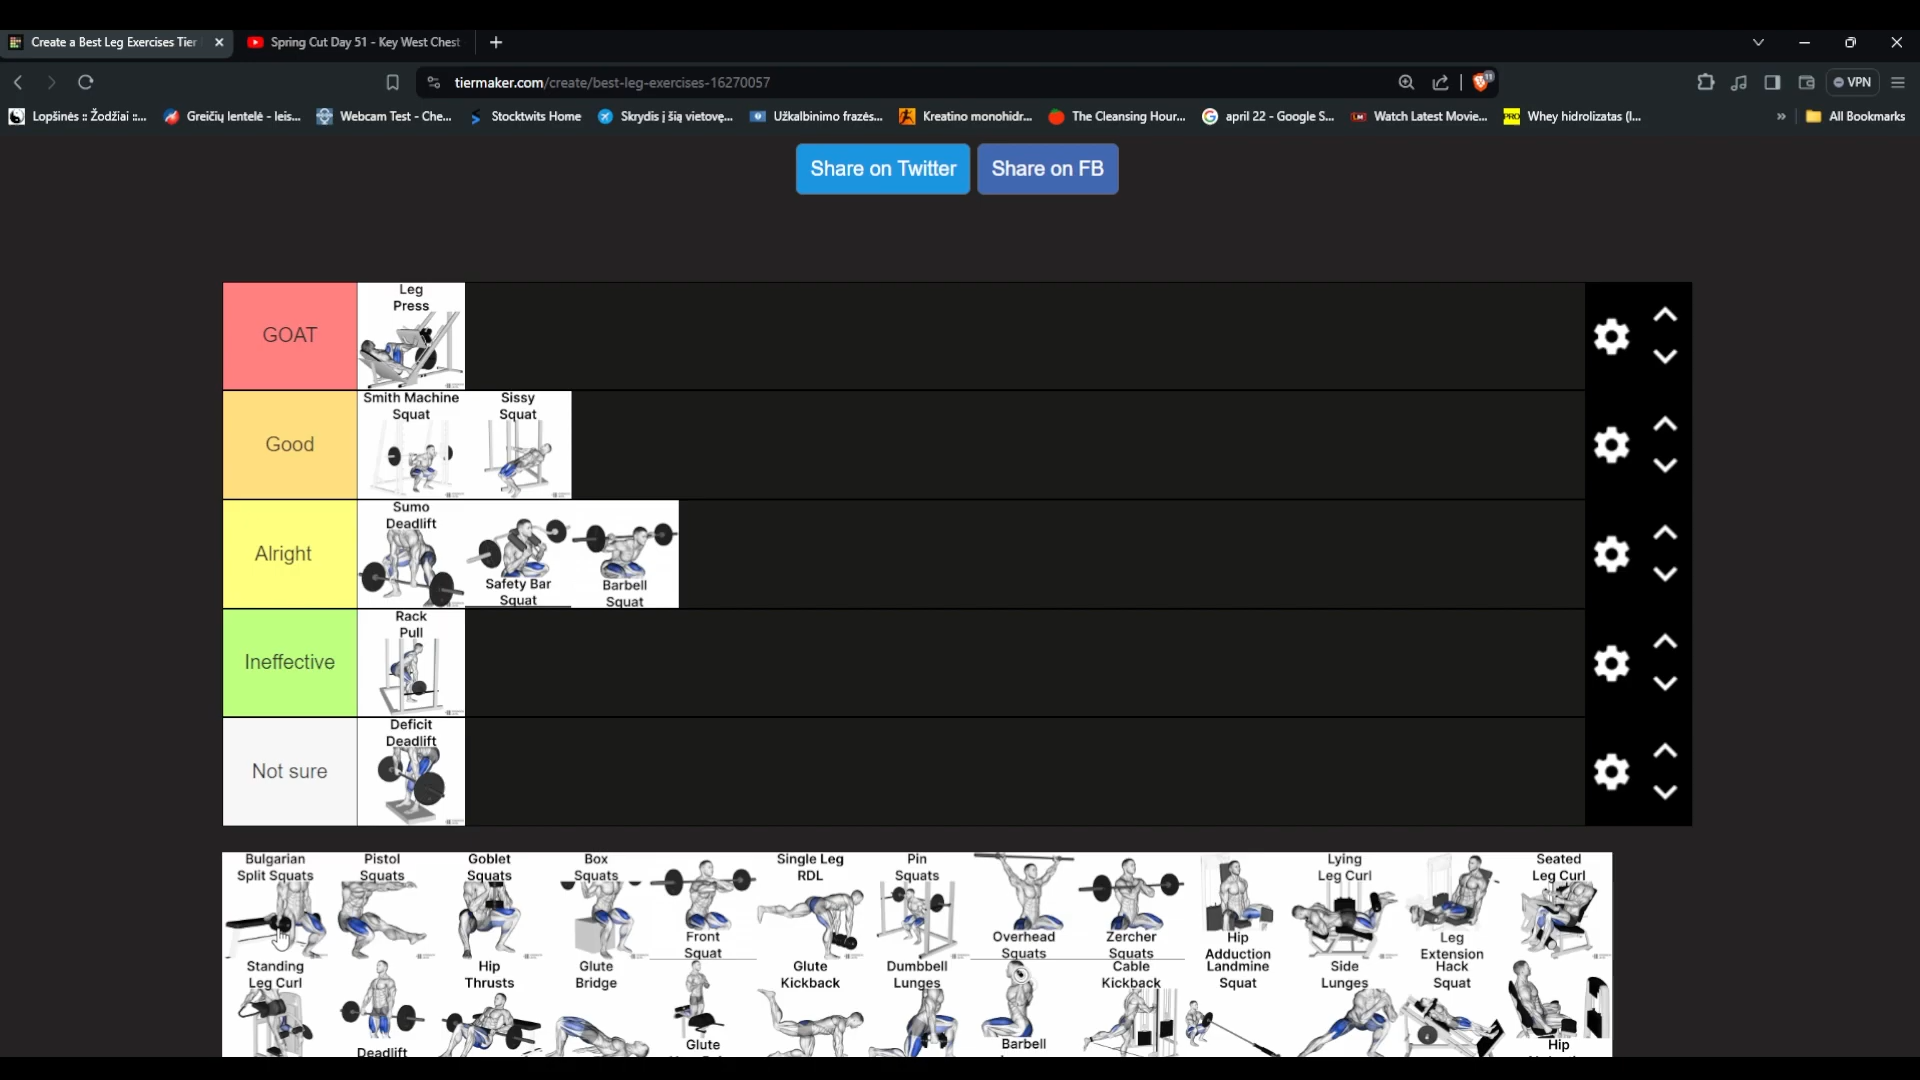 Create a Best Leg Exercises Tier
Spring Cut Day 51 - Key West Chest
tiermaker.com/create/best-leg-exercises-16270057
11
VPN
Lopšinės :: Žodžiai ::...
Greičių lentelė - leis...
Webcam Test - Che...
Stocktwits Home
Skrydis į šią vietovę...
Užkalbinimo frazės...
Kreatino monohidr...
The Cleansing Hour...
april 22 - Google S...
Watch Latest Movie...
Whey hidrolizatas (I...
All Bookmarks
Share on Twitter
Share on FB
GOAT
Leg
Press
Good
Smith Machine
Squat
Sissy
Squat
Alright
Sumo
Deadlift
Safety Bar
Squat
Barbell
Squat
Ineffective
Rack
Pull
Not sure
Deficit
Deadlift
Bulgarian
Split Squats
Pistol
Squats
Goblet
Squats
Box
Squats
Front
Squat
Single Leg
RDL
Pin
Squats
Overhead
Squats
Zercher
Squats
Hip
Adduction
Lying
Leg Curl
Leg
Extension
Seated
Leg Curl
Standing
Leg Curl
Deadlift
Hip
Thrusts
Glute
Bridge
Glute
Glute
Kickback
Dumbbell
Lunges
Barbell
Cable
Kickback
Landmine
Squat
Side
Lunges
Hack
Squat
Hip